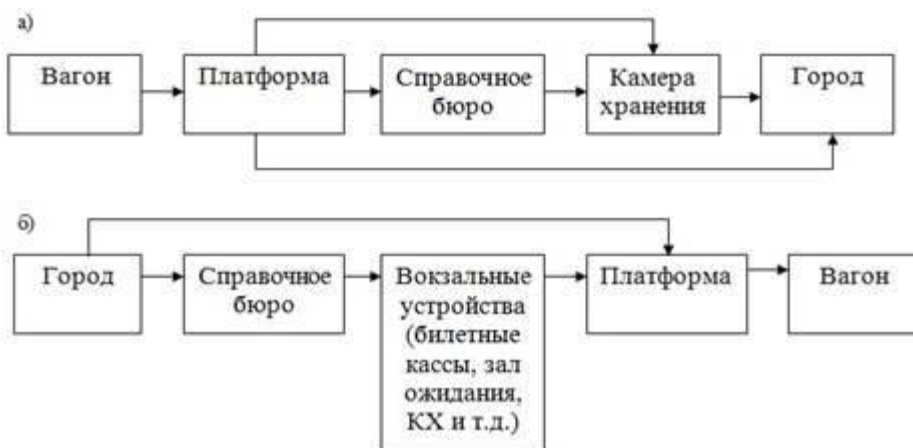 а)
Вагон
Платформа
Справочное
бюро
Камера
хранения
Город
б)
Город
Справочное
бюро
Вокзальные
устройства
(билетные
кассы, зал
ожидания,
КХ и т.д.)
Платформа
Вагон